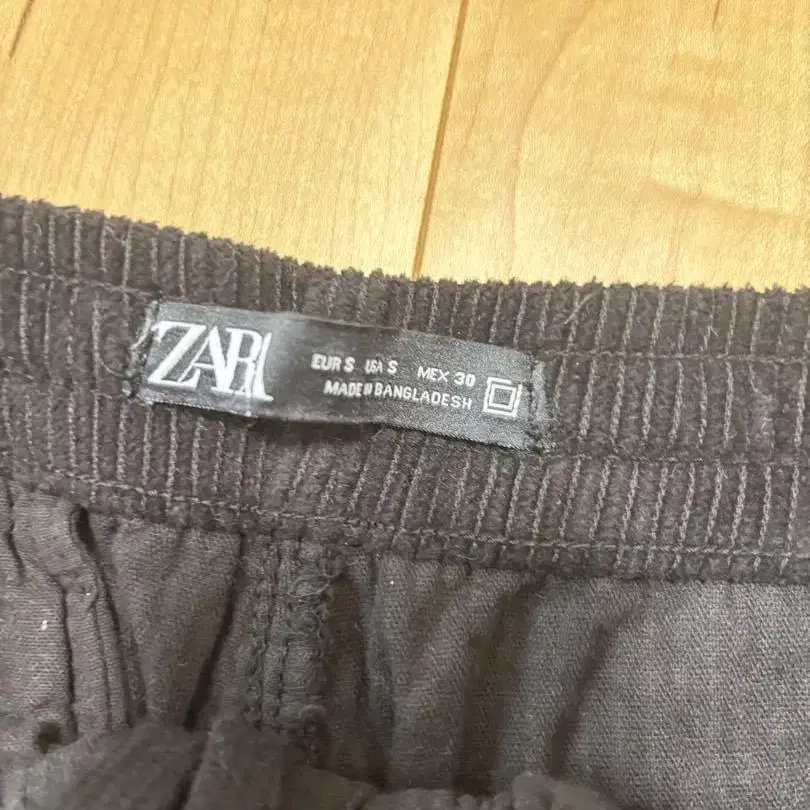 ZARA
EUR S USA S MEX 30
MADE IN BANGLADESH